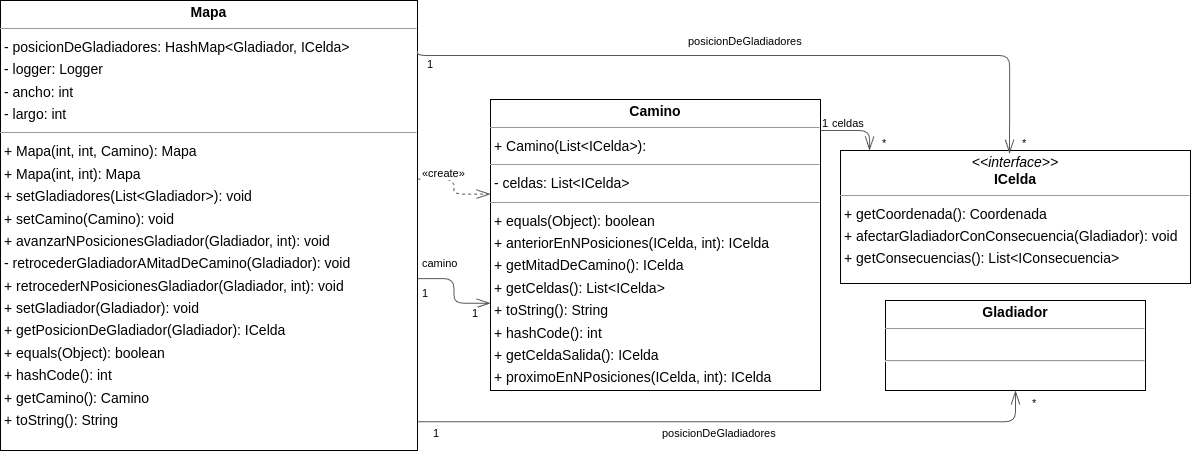 Mapa
- posicionDeGladiadores: HashMap<Gladiador, ICelda>
- logger: Logger
- ancho: int
- largo: int
+ Mapa(int, int, Camino): Mapa
+ Mapa(int, int): Mapa
+ setGladiadores(List<Gladiador>): void
+ setCamino(Camino): void
+ avanzarNPosicionesGladiador(Gladiador, int): void
- retrocederGladiadorAMitadDeCamino(Gladiador): void
+ retrocederNPosicionesGladiador(Gladiador, int): void
+ setGladiador(Gladiador): void
+ getPosicionDeGladiador(Gladiador): ICelda
+ equals(Object): boolean
+ hashCode(): int
+ getCamino(): Camino
+ toString(): String
posicionDeGladiadores
1
*
«create»
camino
1
1
Camino
+ Camino(List<ICelda>):
- celdas: List<ICelda>
+ equals(Object): boolean
+ anteriorEnNPosiciones(ICelda, int): ICelda
+ getMitadDeCamino(): ICelda
+ getCeldas(): List<ICelda>
+ toString(): String
+ hashCode(): int
+ getCeldaSalida(): ICelda
+ proximoEnNPosiciones(ICelda, int): ICelda
1 celdas
*
<<interface>>
ICelda
+ getCoordenada(): Coordenada
+ afectarGladiadorConConsecuencia(Gladiador): void
+ getConsecuencias(): List<IConsecuencia>
Gladiador
*
1
posicionDeGladiadores